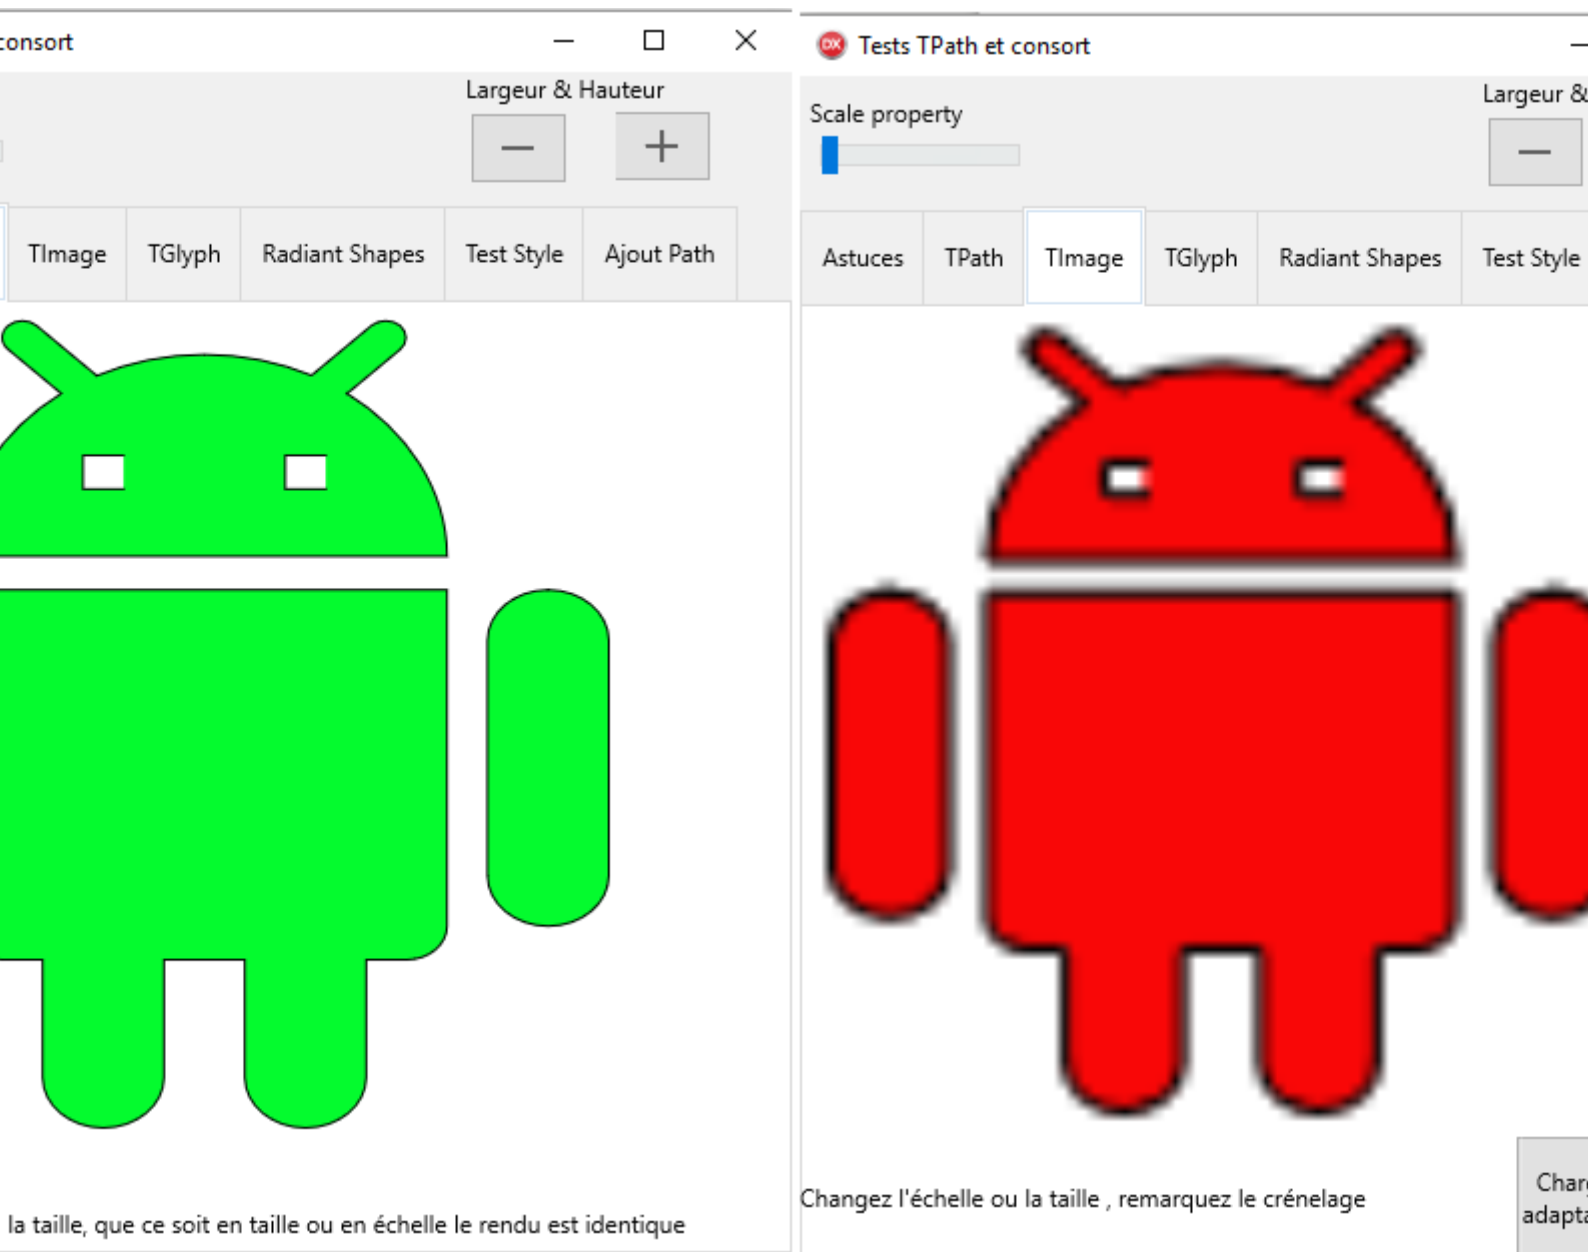 consort
Largeur & Hauteur
TImage TGlyph Radiant Shapes Test Style Ajout Path
la taille, que ce soit en taille ou en échelle le rendu est identique
DX Tests TPath et consort
Scale property
Largeur &
Astuces TPath TImage TGlyph Radiant Shapes Test Style
Changez l'échelle ou la taille , remarquez le crénelage